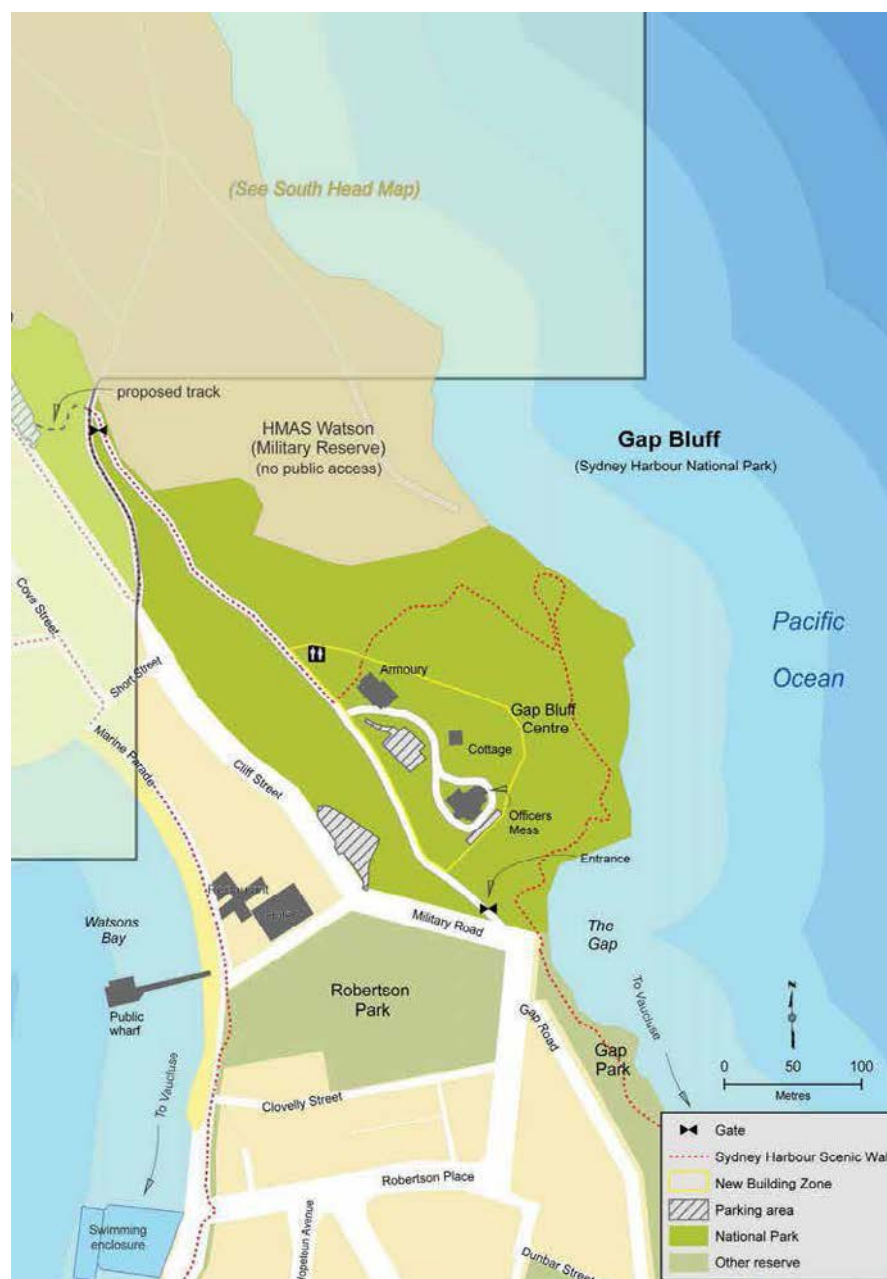 (See South Head Map)
proposed track
HMAS Watson
(Military Reserve)
(no public access)
Gap Bluff
(Sydney Harbour National Park)
Pacific
Ocean
Cove Street
Short Street
Marine Parade
Cliff Street
Armoury
Gap Bluff
Centre
Cottage
Officers
Mess
Entrance
Restaurant
Hotel
Military Road
Watsons
Bay
The
Gap
Public
wharf
Robertson
Park
To Vaucluse
Gap Road
Gap
Park
To Vaucluse
N
0 50 100
Metres
Clovelly Street
Robertson Place
Hopetoun Avenue
Dunbar Street
Swimming
enclosure
Gate
Sydney Harbour Scenic Wal
New Building Zone
Parking area
National Park
Other reserve